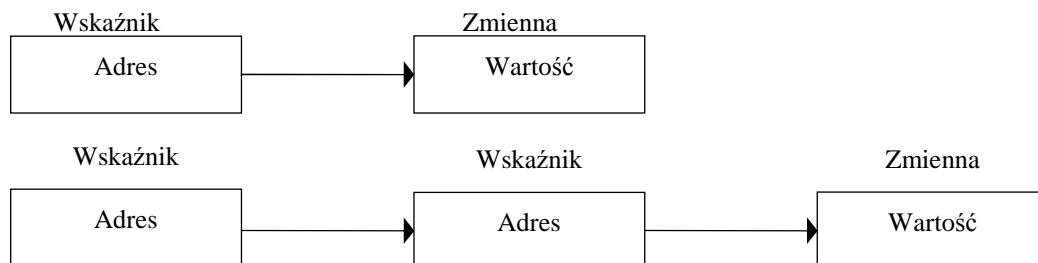 Wskaźnik Zmienna
Adres Wartość
Wskaźnik Wskaźnik Zmienna
Adres Adres Wartość